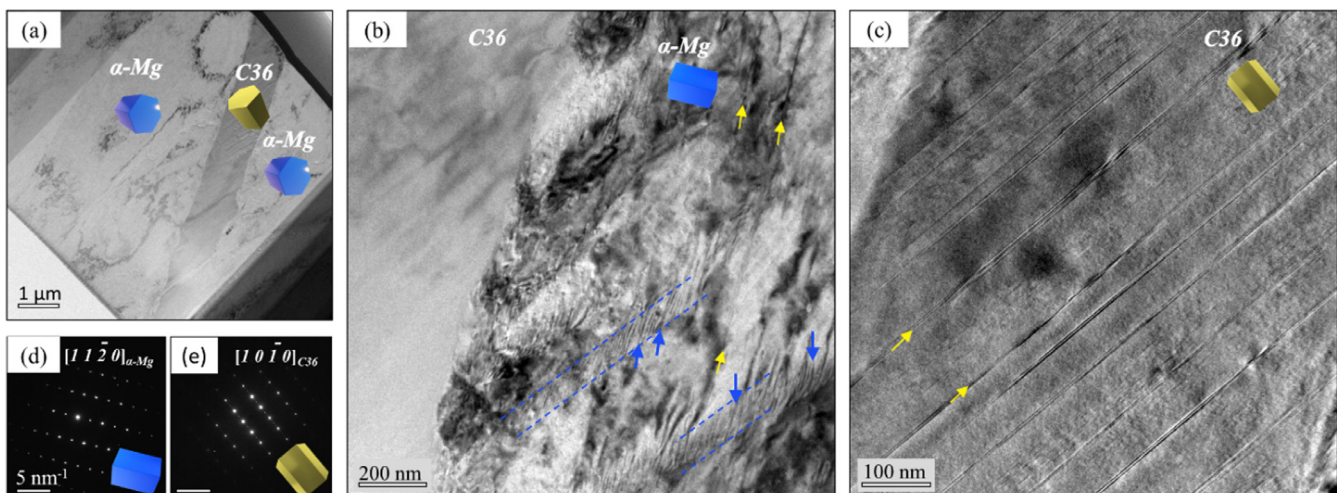 (a)
α-Mg
C36
α-Mg
1 μm
(b)
C36
α-Mg
200 nm
(c)
C36
100 nm
(d)
[1 1 2̄ 0]α-Mg
5 nm⁻¹
(e)
[1 0 1̄ 0]C36